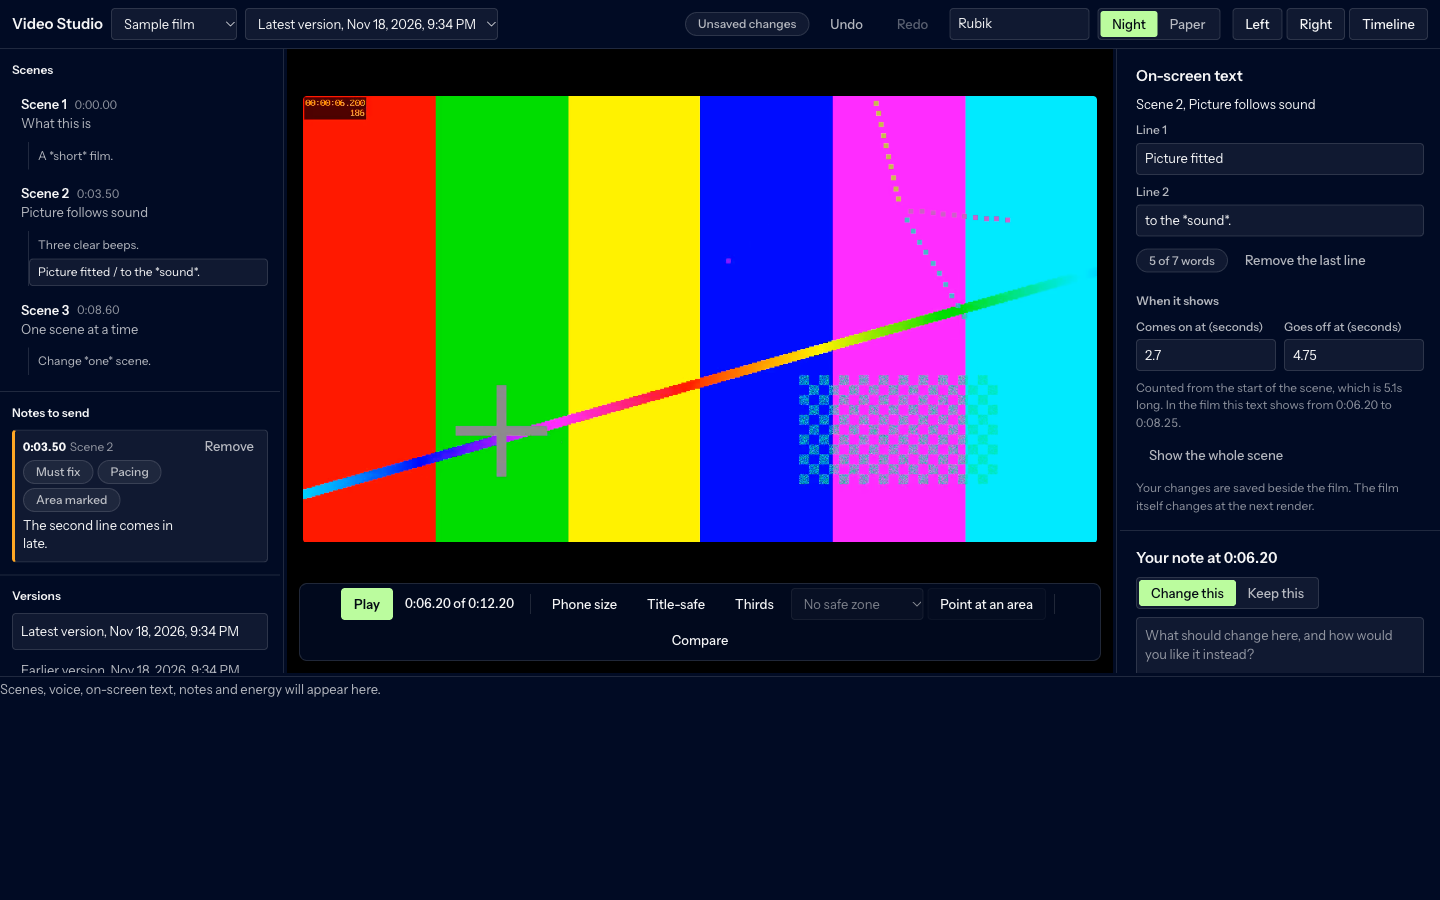 Video Studio
Sample film
Latest version, Nov 18, 2026, 9:34 PM
Unsaved changes
Undo
Redo
Rubik
Night
Paper
Left
Right
Timeline
Scenes
Scene 1 0:00.00
What this is
A *short* film.
Scene 2 0:03.50
Picture follows sound
Three clear beeps.
Picture fitted / to the *sound*.
Scene 3 0:08.60
One scene at a time
Change *one* scene.
Notes to send
0:03.50 Scene 2
Remove
Must fix
Pacing
Area marked
The second line comes in
late.
Versions
Latest version, Nov 18, 2026, 9:34 PM
Earlier version, Nov 18, 2026, 9:34 PM
00:00:06.200
186
Play
0:06.20 of 0:12.20
Phone size
Title-safe
Thirds
No safe zone
Point at an area
Compare
On-screen text
Scene 2, Picture follows sound
Line 1
Picture fitted
Line 2
to the *sound*.
5 of 7 words
Remove the last line
When it shows
Comes on at (seconds)
Goes off at (seconds)
2.7
4.75
Counted from the start of the scene, which is 5.1s
long. In the film this text shows from 0:06.20 to
0:08.25.
Show the whole scene
Your changes are saved beside the film. The film
itself changes at the next render.
Your note at 0:06.20
Change this
Keep this
What should change here, and how would
you like it instead?
Scenes, voice, on-screen text, notes and energy will appear here.